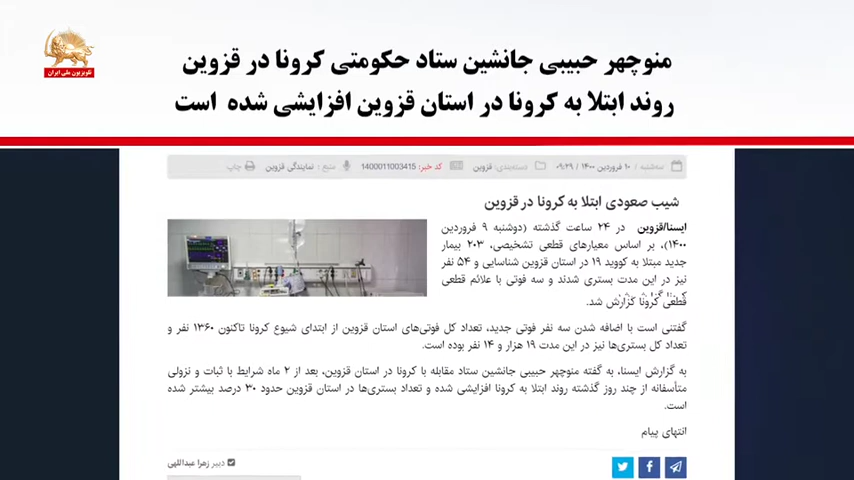 تلویزیون ملی ایران
منوچهر حبیبی جانشین ستاد حکومتی کرونا در قزوین
روند ابتلا به کرونا در استان قزوین افزایشی شده است
سه‌شنبه / ۱۰ فروردین ۱۴۰۰ / ۰۹:۲۹ دسته‌بندی: قزوین کد خبر: 1400011003415 منبع : نمایندگی قزوین چاپ
شیب صعودی ابتلا به کرونا در قزوین
ایسنا/قزوین در ۲۴ ساعت گذشته (دوشنبه ۹ فروردین
۱۴۰۰)، بر اساس معیارهای قطعی تشخیصی، ۲۰۳ بیمار
جدید مبتلا به کووید ۱۹ در استان قزوین شناسایی و ۵۴ نفر
نیز در این مدت بستری شدند و سه فوتی با علائم قطعی
قطعی کرونا گزارش شد.
گفتنی است با اضافه شدن سه نفر فوتی جدید، تعداد کل فوتی‌های استان قزوین از ابتدای شیوع کرونا تاکنون ۱۳۶۰ نفر و
تعداد کل بستری‌ها نیز در این مدت ۱۹ هزار و ۱۴ نفر بوده است.
به گزارش ایسنا، به گفته منوچهر حبیبی جانشین ستاد مقابله با کرونا در استان قزوین، بعد از ۲ ماه شرایط با ثبات و نزولی
متأسفانه از چند روز گذشته روند ابتلا به کرونا افزایشی شده و تعداد بستری‌ها در استان قزوین حدود ۳۰ درصد بیشتر شده
است.
انتهای پیام
دبیر زهرا عبداللهی